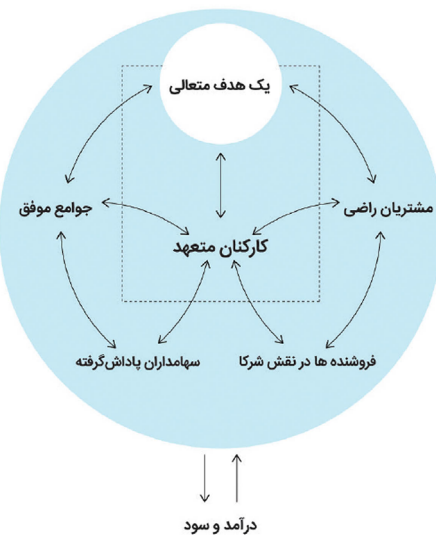 یک هدف متعالی
مشتریان راضی
جوامع موفق
کارکنان متعهد
فروشنده ها در نقش شرکا
سهامداران پاداش‌گرفته
درآمد و سود